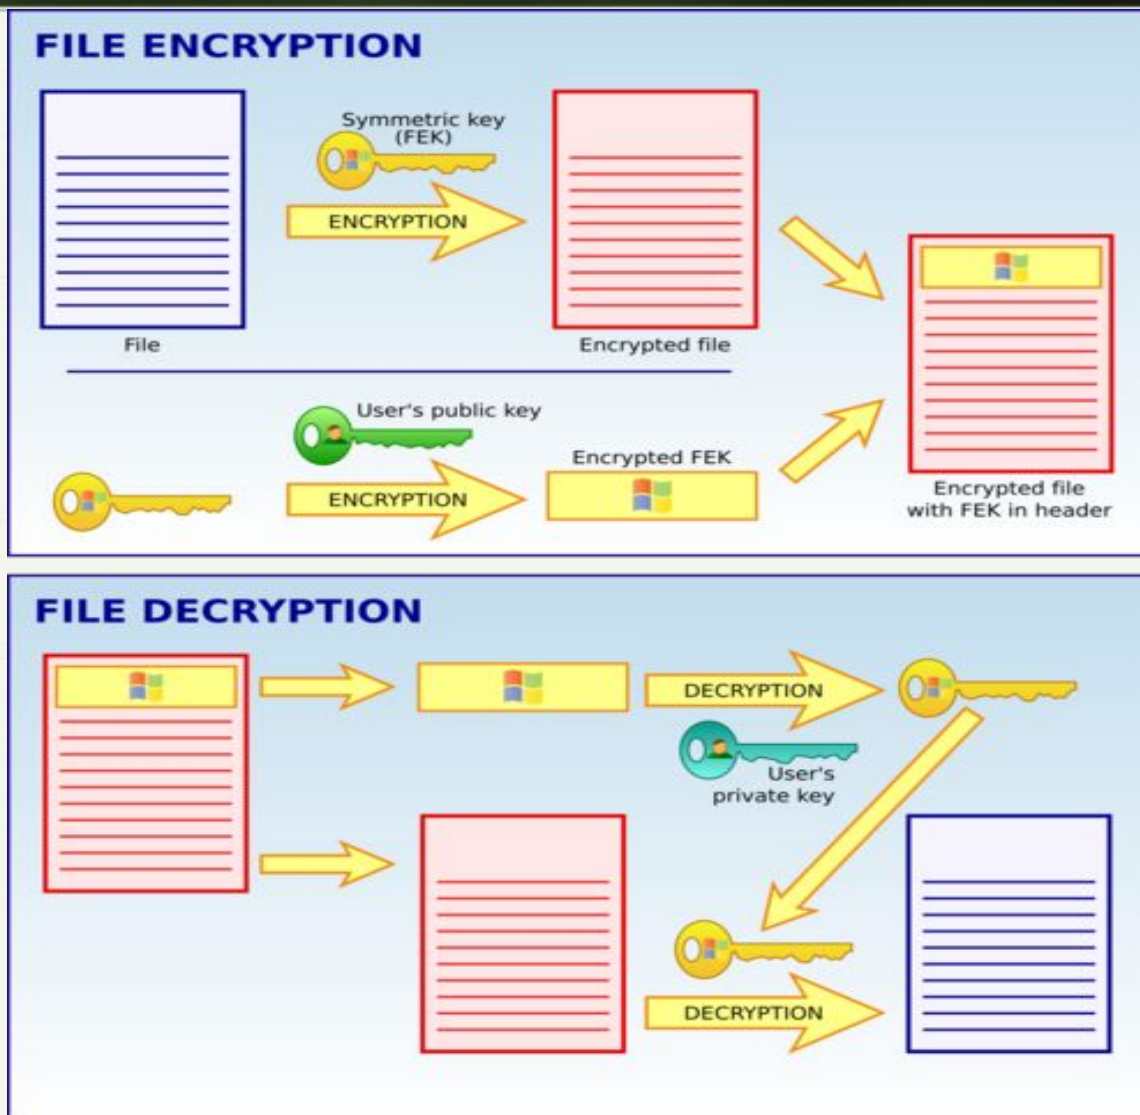 FILE ENCRYPTION
Symmetric key
(FEK)
ENCRYPTION
File
Encrypted file
User's public key
Encrypted FEK
ENCRYPTION
Encrypted file
with FEK in header
FILE DECRYPTION
DECRYPTION
User's
private key
DECRYPTION